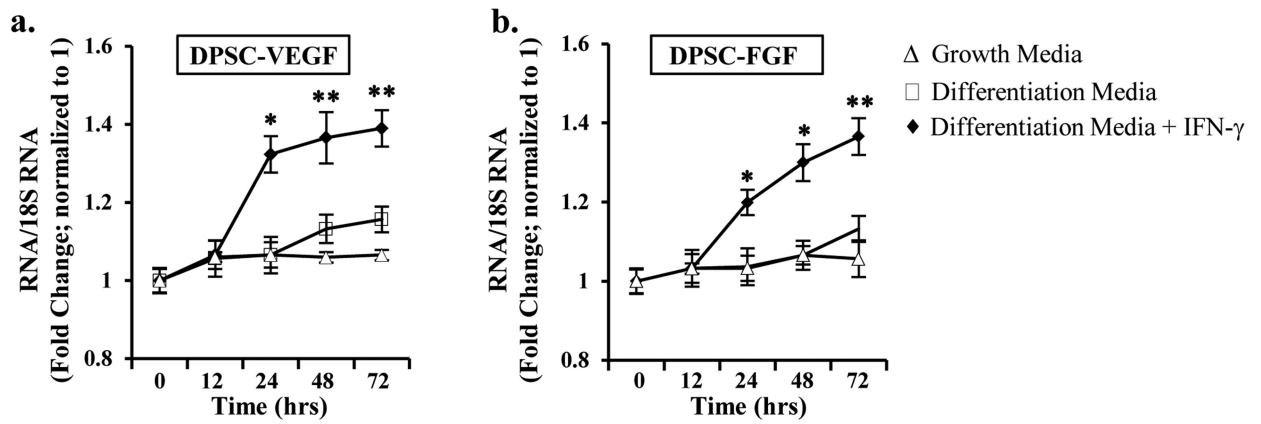 a.
RNA/18S RNA
(Fold Change; normalized to 1)
1.6
1.4
1.2
1
0.8
DPSC-VEGF
*
**
**
0
12
24
48
72
Time (hrs)
b.
RNA/18S RNA
(Fold Change; normalized to 1)
1.6
1.4
1.2
1
0.8
DPSC-FGF
*
*
**
0
12
24
48
72
Time (hrs)
Growth Media
Differentiation Media
Differentiation Media + IFN-γ